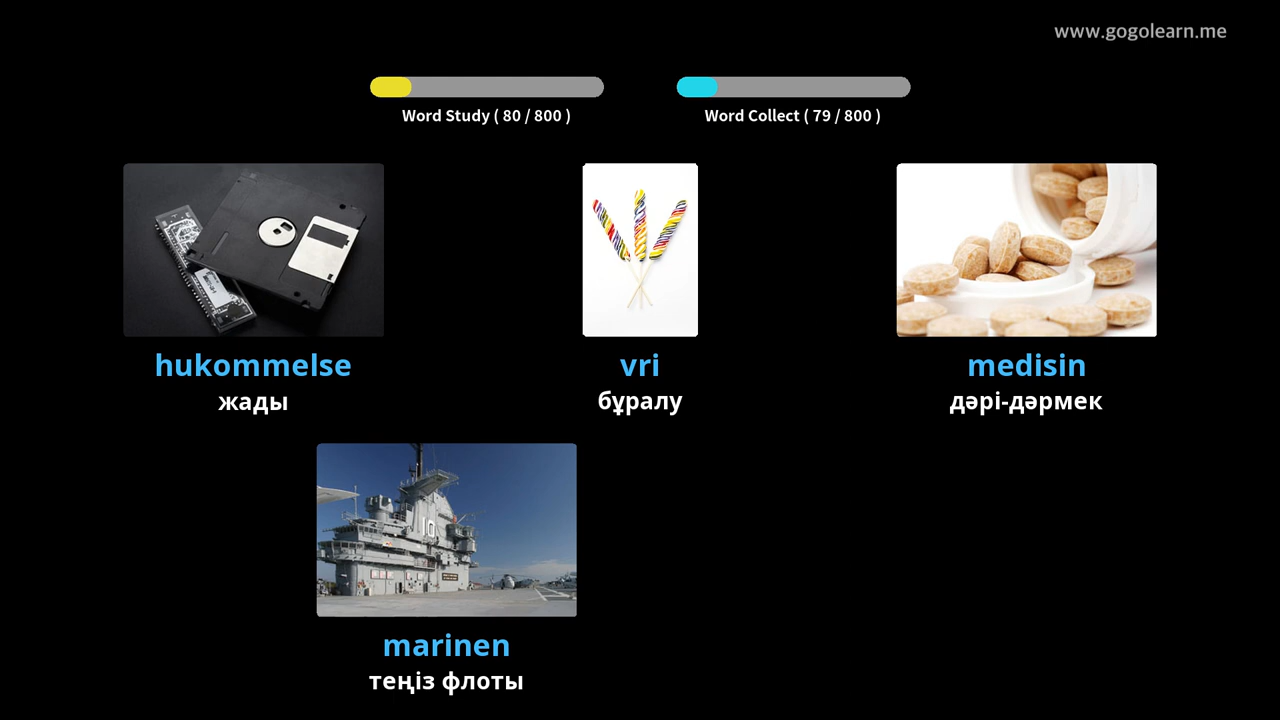 www.gogolearn.me
Word Study ( 80 / 800 )
Word Collect ( 79 / 800 )
hukommelse
жады
vri
бұралу
medisin
дәрі-дәрмек
marinen
теңіз флоты